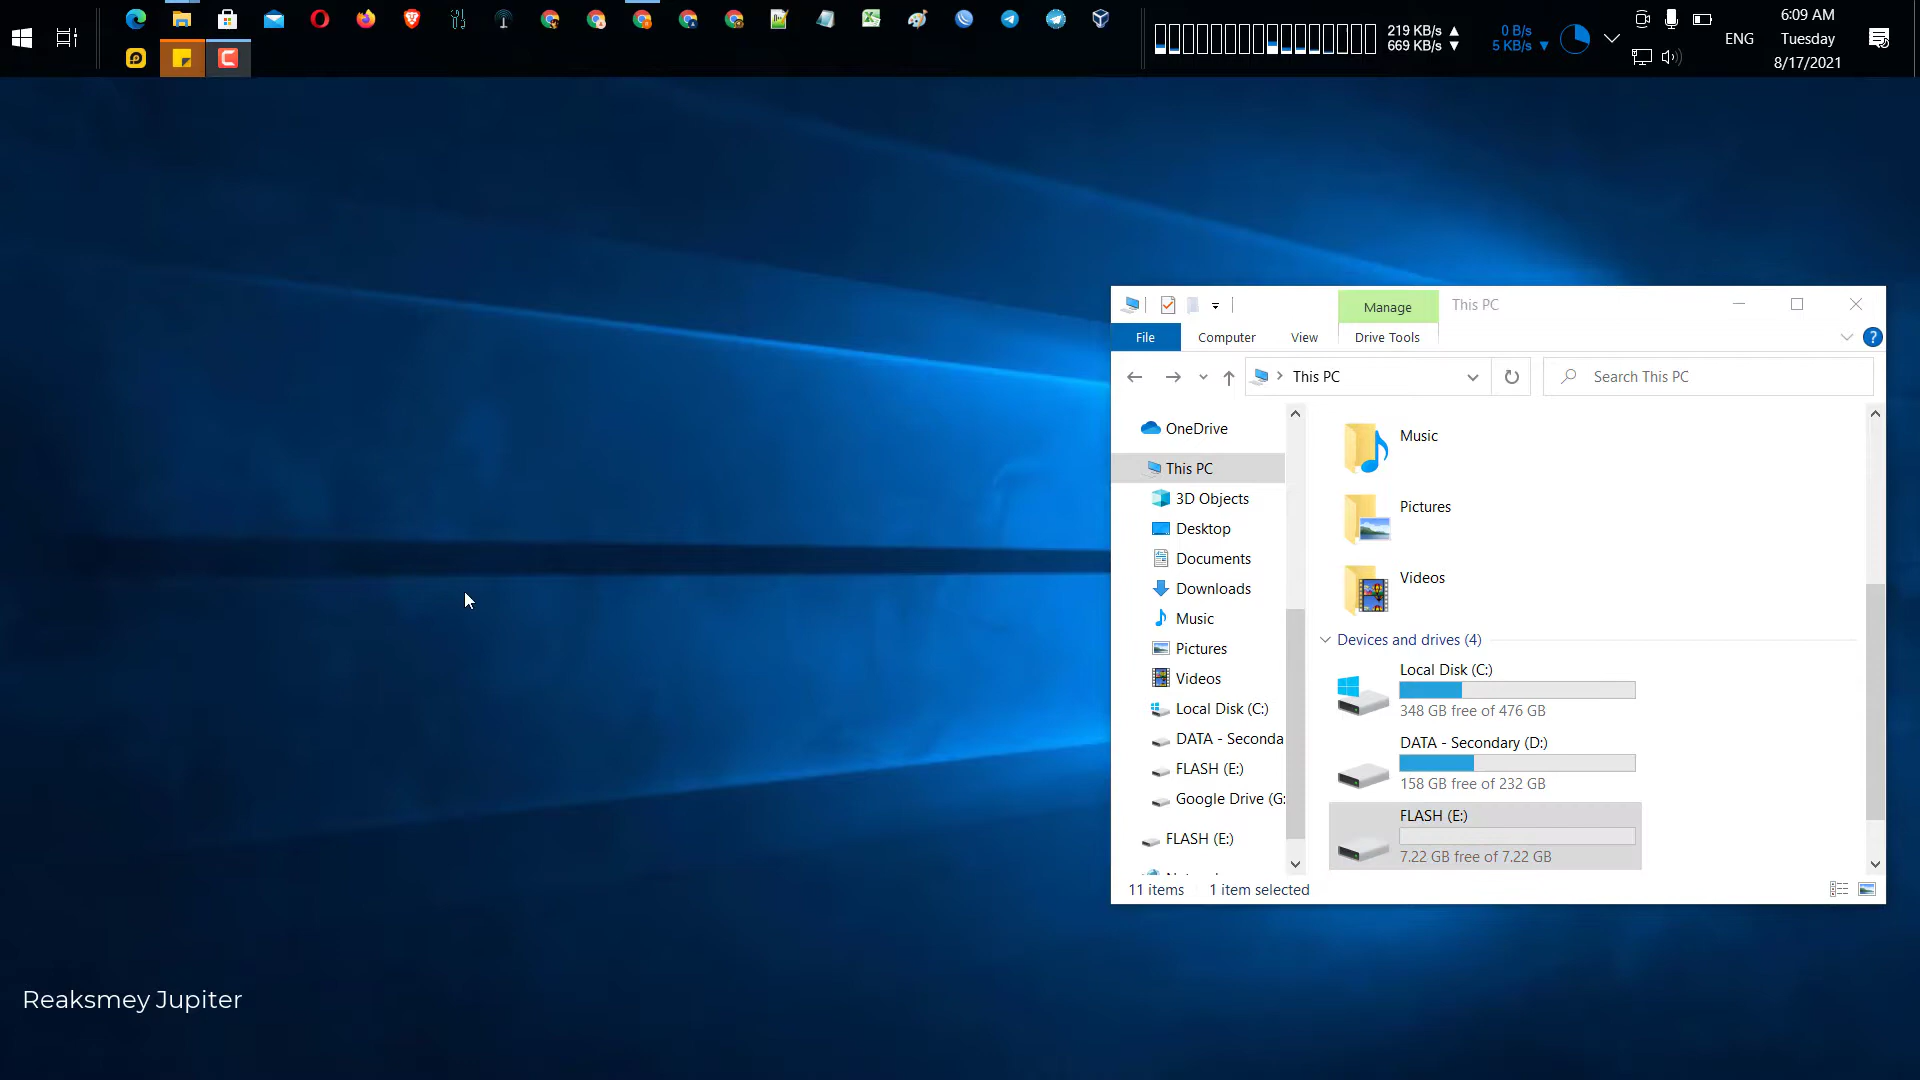 219 KB/s
669 KB/s
0 B/s
5 KB/s
ENG
6:09 AM
Tuesday
8/17/2021
Manage
This PC
File
Computer
View
Drive Tools
This PC
Search This PC
OneDrive
This PC
3D Objects
Desktop
Documents
Downloads
Music
Pictures
Videos
Local Disk (C:)
DATA - Seconda
FLASH (E:)
Google Drive (G:
FLASH (E:)
Music
Pictures
Videos
Devices and drives (4)
Local Disk (C:)
348 GB free of 476 GB
DATA - Secondary (D:)
158 GB free of 232 GB
FLASH (E:)
7.22 GB free of 7.22 GB
11 items
1 item selected
Reaksmey Jupiter